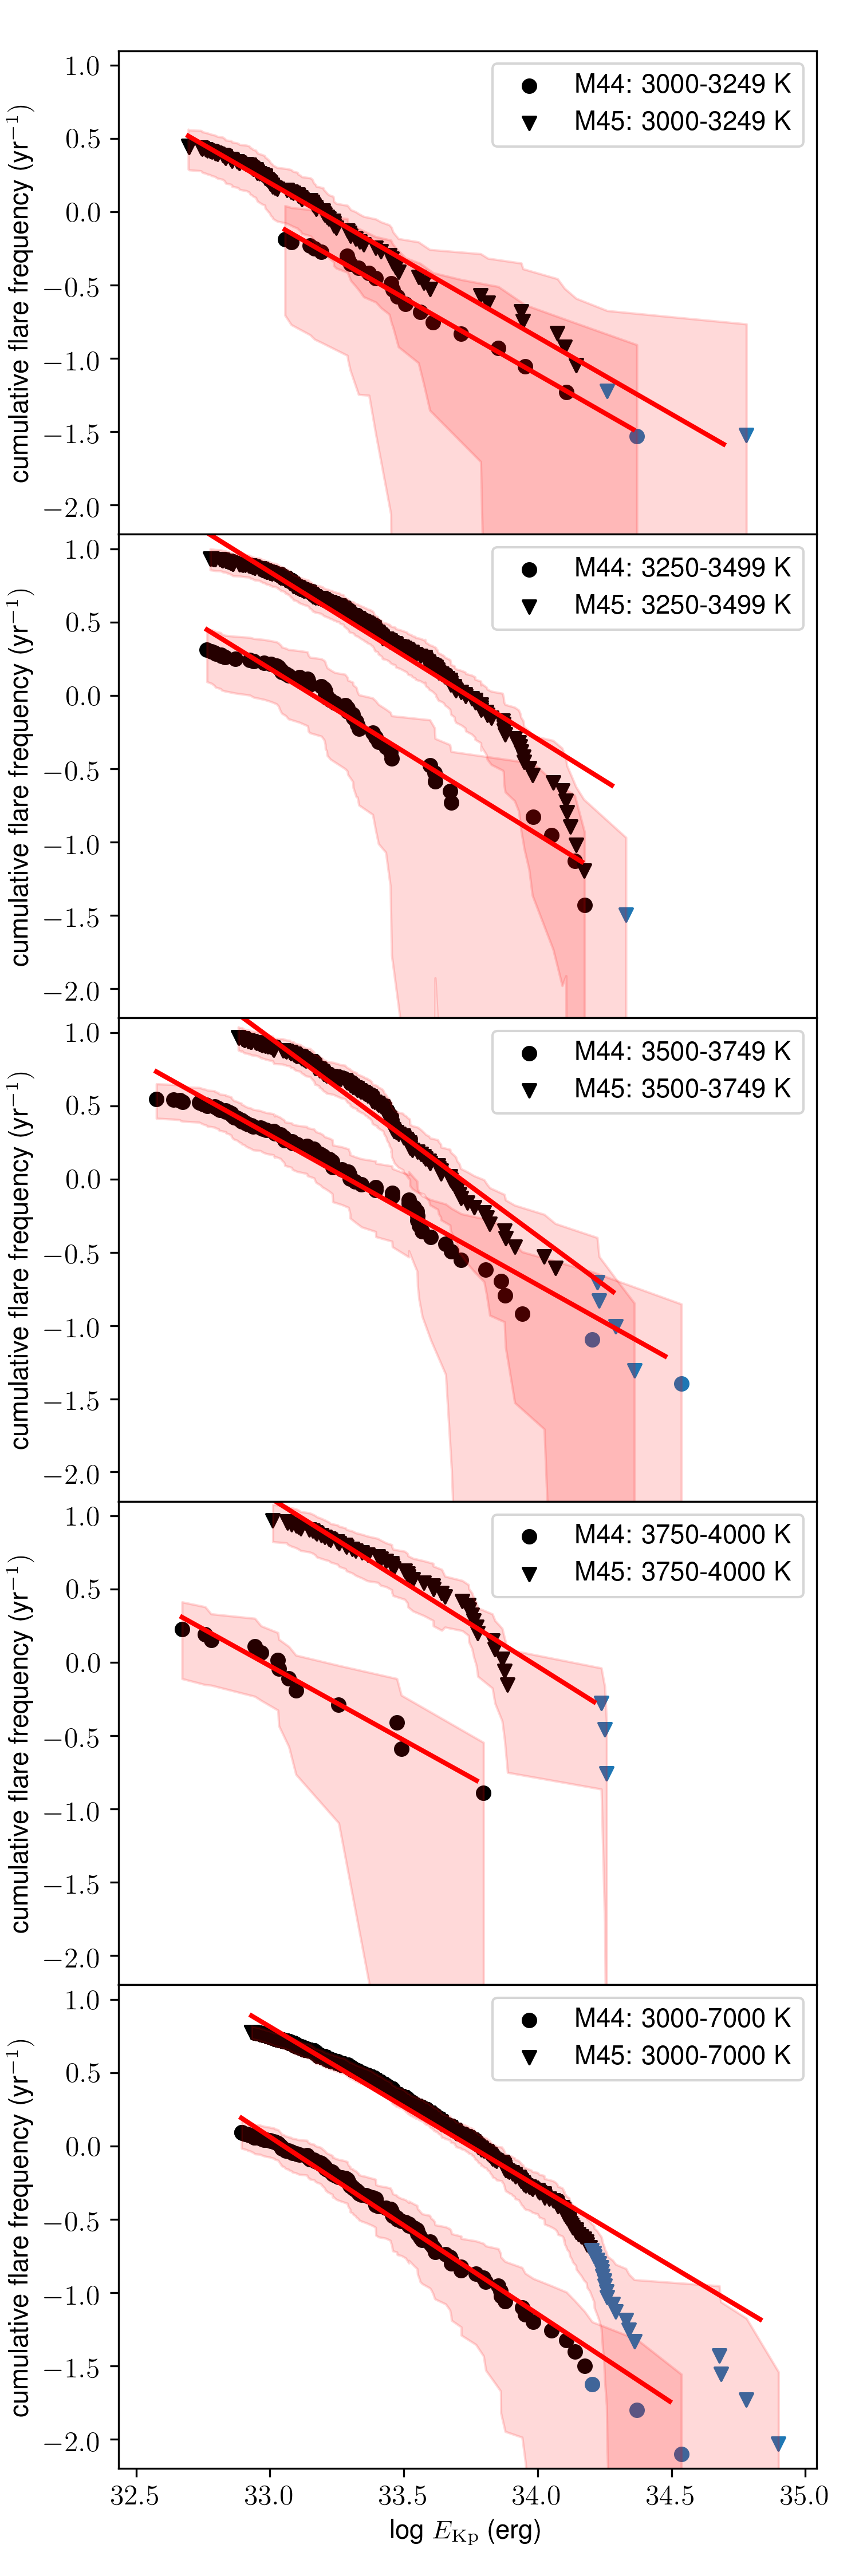 1.0
0.5
0.0
−0.5
−1.0
−1.5
−2.0
cumulative flare frequency (yr⁻¹)
M44: 3000-3249 K
M45: 3000-3249 K
1.0
0.5
0.0
−0.5
−1.0
−1.5
−2.0
cumulative flare frequency (yr⁻¹)
M44: 3250-3499 K
M45: 3250-3499 K
1.0
0.5
0.0
−0.5
−1.0
−1.5
−2.0
cumulative flare frequency (yr⁻¹)
M44: 3500-3749 K
M45: 3500-3749 K
1.0
0.5
0.0
−0.5
−1.0
−1.5
−2.0
cumulative flare frequency (yr⁻¹)
M44: 3750-4000 K
M45: 3750-4000 K
1.0
0.5
0.0
−0.5
−1.0
−1.5
−2.0
cumulative flare frequency (yr⁻¹)
M44: 3000-7000 K
M45: 3000-7000 K
32.5 33.0 33.5 34.0 34.5 35.0
log E_Kp (erg)